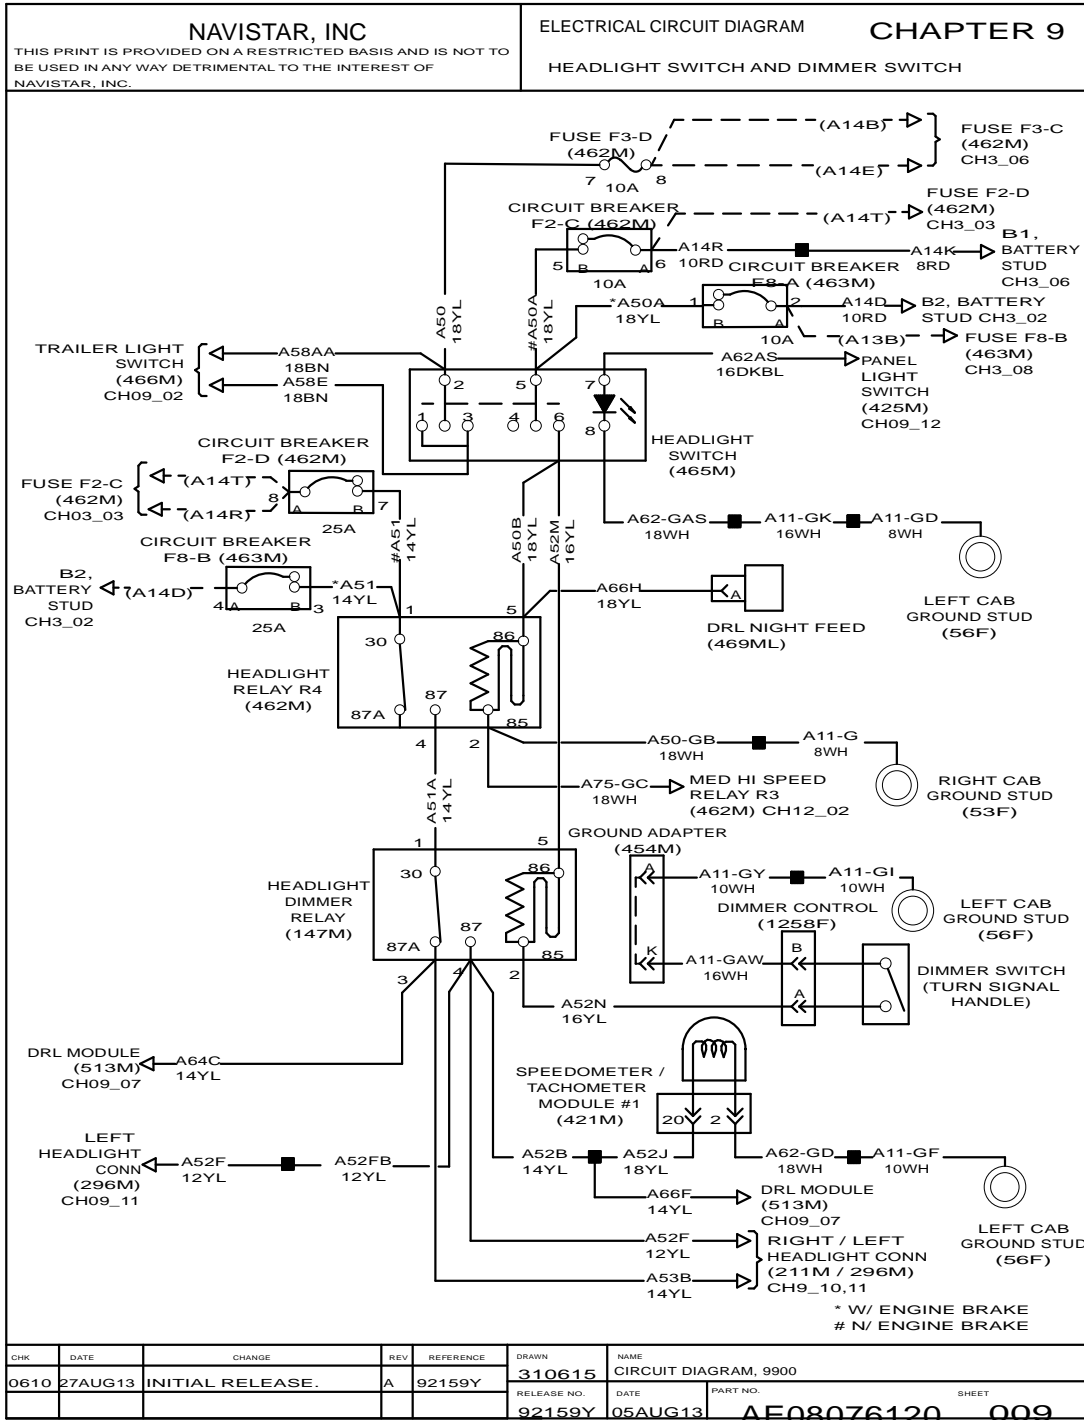 NAVISTAR, INC
THIS PRINT IS PROVIDED ON A RESTRICTED BASIS AND IS NOT TO
BE USED IN ANY WAY DETRIMENTAL TO THE INTEREST OF
NAVISTAR, INC.
ELECTRICAL CIRCUIT DIAGRAM
CHAPTER 9
HEADLIGHT SWITCH AND DIMMER SWITCH
FUSE F3-D
(462M)
7
8
10A
(A14B)
(A14E)
FUSE F3-C
(462M)
CH3_06
CIRCUIT BREAKER
F2-C (462M)
5
B
A
6
10A
(A14T)
FUSE F2-D
(462M)
CH3_03
A14R
10RD
A14K
8RD
B1,
BATTERY
STUD
CH3_06
CIRCUIT BREAKER
F8-A (463M)
1
B
A
2
10A
A14D
10RD
B2, BATTERY
STUD CH3_02
(A13B)
FUSE F8-B
(463M)
CH3_08
A50
18YL
#A50A
18YL
*A50A
18YL
TRAILER LIGHT
SWITCH
(466M)
CH09_02
A58AA
18BN
A58E
18BN
A62AS
16DKBL
PANEL
LIGHT
SWITCH
(425M)
CH09_12
2
5
7
1
3
4
6
8
HEADLIGHT
SWITCH
(465M)
CIRCUIT BREAKER
F2-D (462M)
FUSE F2-C
(462M)
CH03_03
(A14T)
(A14R)
8
A
B
7
25A
#A51
14YL
A50B
18YL
A52M
16YL
A62-GAS
18WH
A11-GK
16WH
A11-GD
8WH
LEFT CAB
GROUND STUD
(56F)
CIRCUIT BREAKER
F8-B (463M)
B2,
BATTERY
STUD
CH3_02
(A14D)
4
A
B
3
25A
*A51
14YL
A66H
18YL
A
DRL NIGHT FEED
(469ML)
1
5
30
86
HEADLIGHT
RELAY R4
(462M)
87
87A
85
4
2
A50-GB
18WH
A11-G
8WH
RIGHT CAB
GROUND STUD
(53F)
A75-GC
18WH
MED HI SPEED
RELAY R3
(462M) CH12_02
A51A
14YL
GROUND ADAPTER
(454M)
A
K
A11-GY
10WH
A11-GI
10WH
LEFT CAB
GROUND STUD
(56F)
1
5
30
86
HEADLIGHT
DIMMER
RELAY
(147M)
87
87A
85
3
4
2
DIMMER CONTROL
(1258F)
B
A
A11-GAW
16WH
DIMMER SWITCH
(TURN SIGNAL
HANDLE)
A52N
16YL
DRL MODULE
(513M)
CH09_07
A64C
14YL
SPEEDOMETER /
TACHOMETER
MODULE #1
(421M)
20
2
LEFT
HEADLIGHT
CONN
(296M)
CH09_11
A52F
12YL
A52FB
12YL
A52B
14YL
A52J
18YL
A62-GD
18WH
A11-GF
10WH
LEFT CAB
GROUND STUD
(56F)
A66F
14YL
DRL MODULE
(513M)
CH09_07
A52F
12YL
A53B
14YL
RIGHT / LEFT
HEADLIGHT CONN
(211M / 296M)
CH9_10,11
* W/ ENGINE BRAKE
# N/ ENGINE BRAKE
CHK DATE CHANGE REV REFERENCE
0610 27AUG13 INITIAL RELEASE. A 92159Y
DRAWN
310615
NAME
CIRCUIT DIAGRAM, 9900
RELEASE NO.
92159Y
DATE
05AUG13
PART NO.
AF08076120
SHEET
009